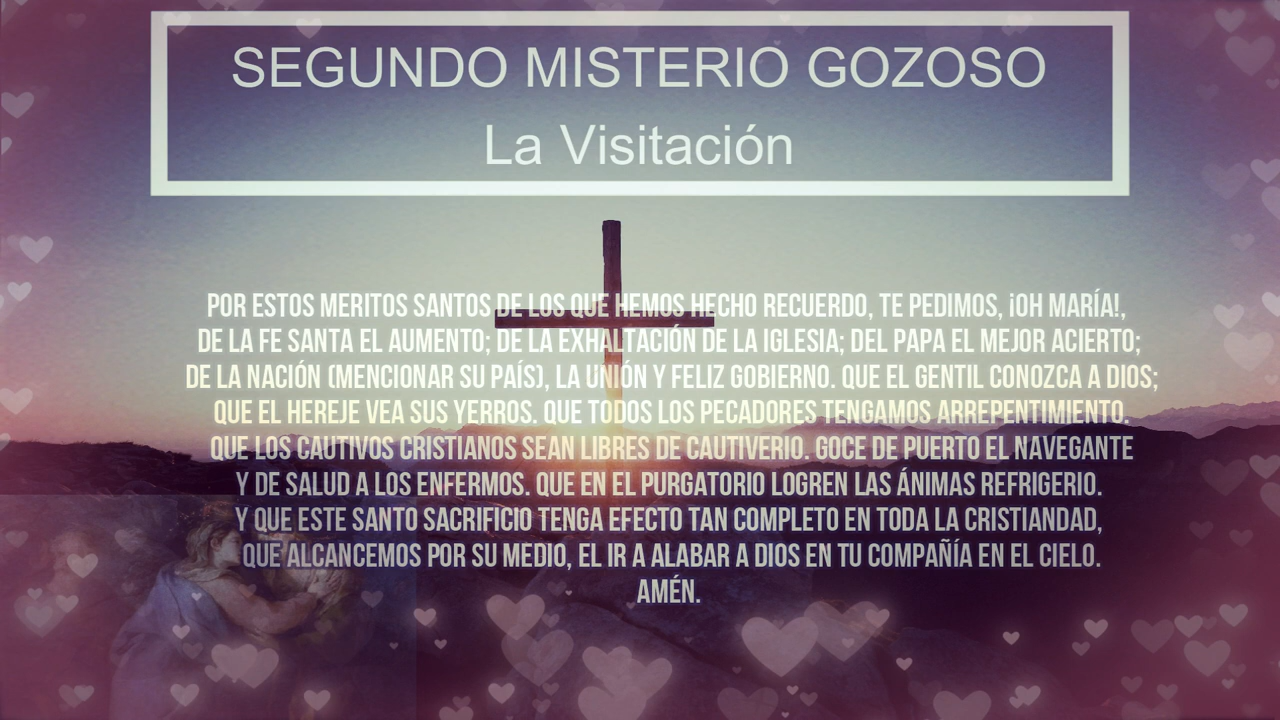 SEGUNDO MISTERIO GOZOSO
La Visitación
POR ESTOS MERITOS SANTOS DE LOS QUE HEMOS HECHO RECUERDO, TE PEDIMOS, ¡OH MARÍA!,
DE LA FE SANTA EL AUMENTO; DE LA EXHALTACIÓN DE LA IGLESIA; DEL PAPA EL MEJOR ACIERTO;
DE LA NACIÓN (MENCIONAR SU PAÍS), LA UNIÓN Y FELIZ GOBIERNO. QUE EL GENTIL CONOZCA A DIOS;
QUE EL HEREJE VEA SUS YERROS. QUE TODOS LOS PECADORES TENGAMOS ARREPENTIMIENTO.
QUE LOS CAUTIVOS CRISTIANOS SEAN LIBRES DE CAUTIVERIO. GOCE DE PUERTO EL NAVEGANTE
Y DE SALUD A LOS ENFERMOS. QUE EN EL PURGATORIO LOGREN LAS ÁNIMAS REFRIGERIO.
Y QUE ESTE SANTO SACRIFICIO TENGA EFECTO TAN COMPLETO EN TODA LA CRISTIANDAD,
QUE ALCANCEMOS POR SU MEDIO, EL IR A ALABAR A DIOS EN TU COMPAÑÍA EN EL CIELO.
AMÉN.